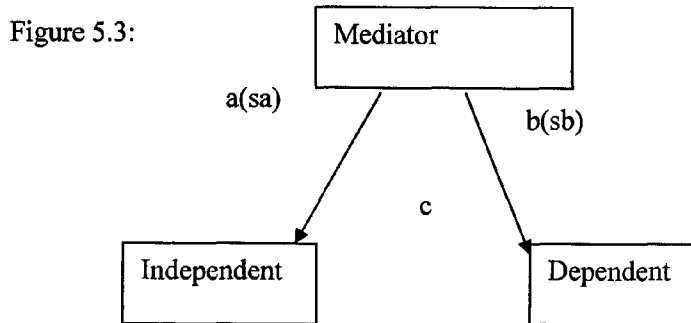 Figure 5.3:
Mediator
a(sa)
b(sb)
c
Independent
Dependent